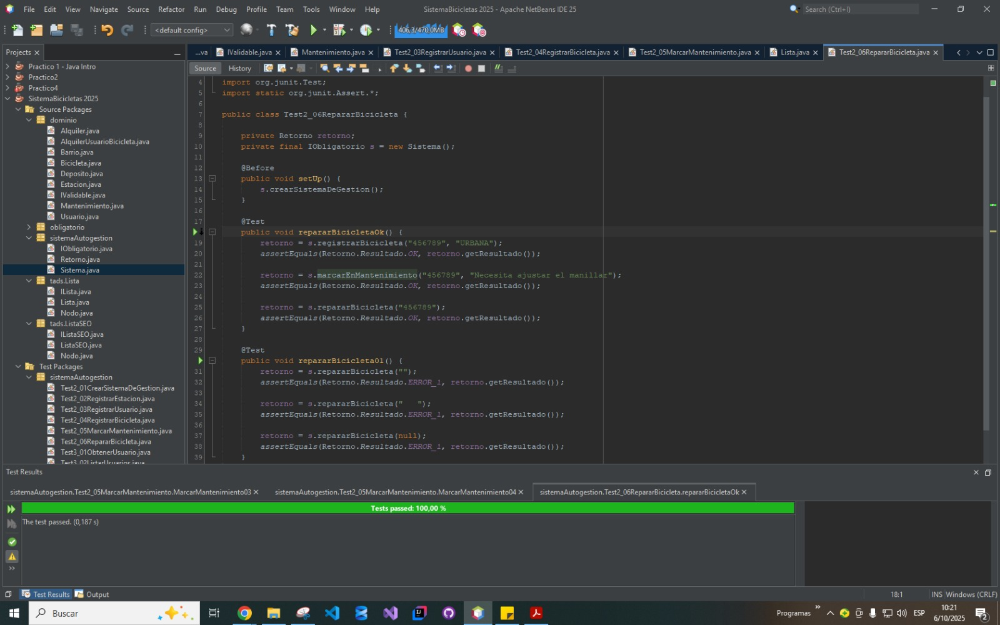 File Edit View Navigate Source Refactor Run Debug Profile Team Tools Window Help
SistemaBicicletas 2025 - Apache NetBeans IDE 25
Search (Ctrl+I)
<default config>
406,3/470,0MB
Projects
Practico 1 - Java Intro
Practico2
Practico4
SistemaBicicletas 2025
Source Packages
dominio
Alquiler.java
AlquilerUsuarioBicicleta.java
Barrio.java
Bicicleta.java
Deposito.java
Estacion.java
IValidable.java
Mantenimiento.java
Usuario.java
obligatorio
sistemaAutogestion
IObligatorio.java
Retorno.java
Sistema.java
tads.Lista
ILista.java
Lista.java
Nodo.java
tads.ListaSEO
IListaSEO.java
ListaSEO.java
Nodo.java
Test Packages
sistemaAutogestion
Test2_01CrearSistemaDeGestion.java
Test2_02RegistrarEstacion.java
Test2_03RegistrarUsuario.java
Test2_04RegistrarBicicleta.java
Test2_05MarcarMantenimiento.java
Test2_06RepararBicicleta.java
Test3_01ObtenerUsuario.java
Test3_02ListarUsuarios.java
...va IValidable.java Mantenimiento.java Test2_03RegistrarUsuario.java Test2_04RegistrarBicicleta.java Test2_05MarcarMantenimiento.java Lista.java Test2_06RepararBicicleta.java
Source History
4 import org.junit.Test;
5 import static org.junit.Assert.*;
6
7 public class Test2_06RepararBicicleta {
8
9 private Retorno retorno;
10 private final IObligatorio s = new Sistema();
11
12 @Before
13 public void setUp() {
14 s.crearSistemaDeGestion();
15 }
16
17 @Test
public void repararBicicletaOk() {
19 retorno = s.registrarBicicleta("456789", "URBANA");
20 assertEquals(Retorno.Resultado.OK, retorno.getResultado());
21
22 retorno = s.marcarEnMantenimiento("456789", "Necesita ajustar el manillar");
23 assertEquals(Retorno.Resultado.OK, retorno.getResultado());
24
25 retorno = s.repararBicicleta("456789");
26 assertEquals(Retorno.Resultado.OK, retorno.getResultado());
27 }
28
29 @Test
public void repararBicicleta01() {
31 retorno = s.repararBicicleta("");
32 assertEquals(Retorno.Resultado.ERROR_1, retorno.getResultado());
33
34 retorno = s.repararBicicleta("   ");
35 assertEquals(Retorno.Resultado.ERROR_1, retorno.getResultado());
36
37 retorno = s.repararBicicleta(null);
38 assertEquals(Retorno.Resultado.ERROR_1, retorno.getResultado());
39 }
Test Results
sistemaAutogestion.Test2_05MarcarMantenimiento.MarcarMantenimiento03 sistemaAutogestion.Test2_05MarcarMantenimiento.MarcarMantenimiento04 sistemaAutogestion.Test2_06RepararBicicleta.repararBicicletaOk
Tests passed: 100,00 %
The test passed. (0,187 s)
Test Results Output
18:1 INS Windows (CRLF)
Buscar
Programas
ESP
10:21
6/10/2025
2